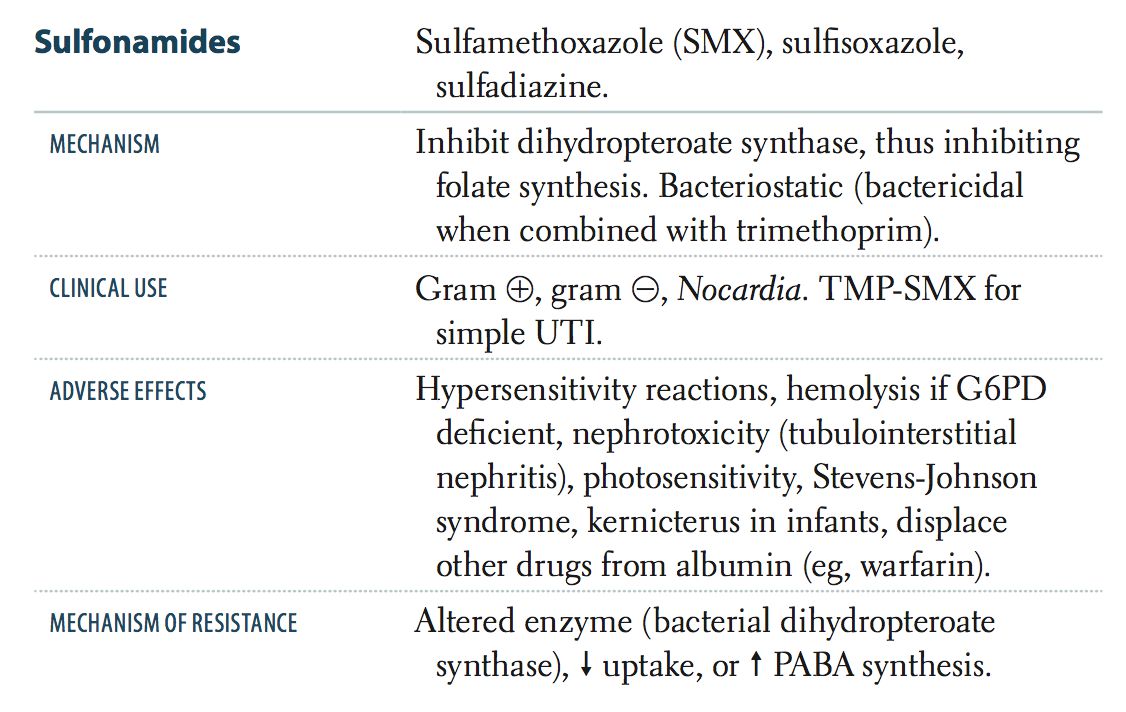 Sulfonamides
Sulfamethoxazole (SMX), sulfisoxazole,
sulfadiazine.
MECHANISM
Inhibit dihydropteroate synthase, thus inhibiting
folate synthesis. Bacteriostatic (bactericidal
when combined with trimethoprim).
CLINICAL USE
Gram ⊕, gram ⊖, Nocardia. TMP-SMX for
simple UTI.
ADVERSE EFFECTS
Hypersensitivity reactions, hemolysis if G6PD
deficient, nephrotoxicity (tubulointerstitial
nephritis), photosensitivity, Stevens-Johnson
syndrome, kernicterus in infants, displace
other drugs from albumin (eg, warfarin).
MECHANISM OF RESISTANCE
Altered enzyme (bacterial dihydropteroate
synthase), ↓ uptake, or ↑ PABA synthesis.